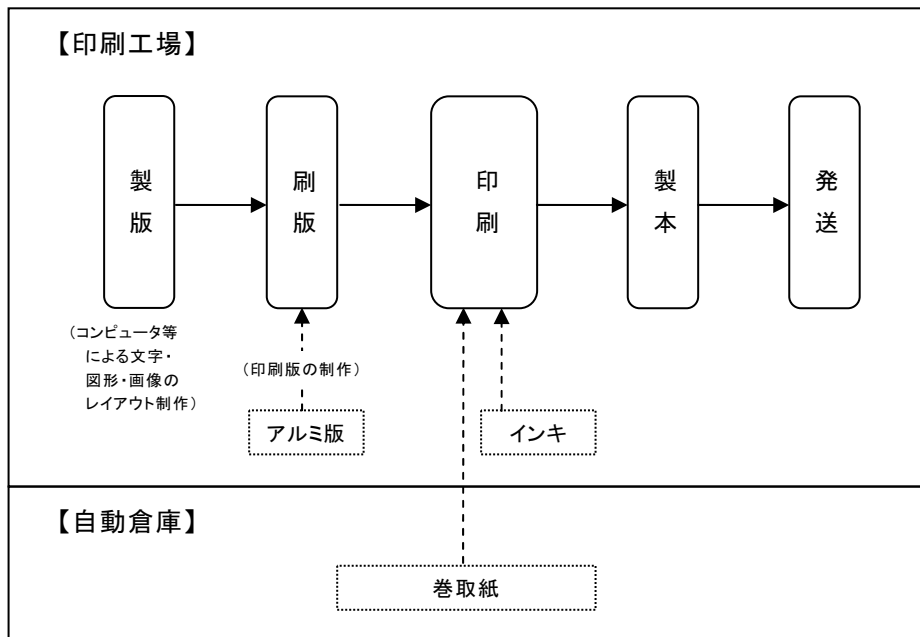 【印刷工場】
製版
刷版
印刷
製本
発送
（コンピュータ等
による文字・
図形・画像の
レイアウト制作）
（印刷版の制作）
アルミ版
インキ
【自動倉庫】
巻取紙